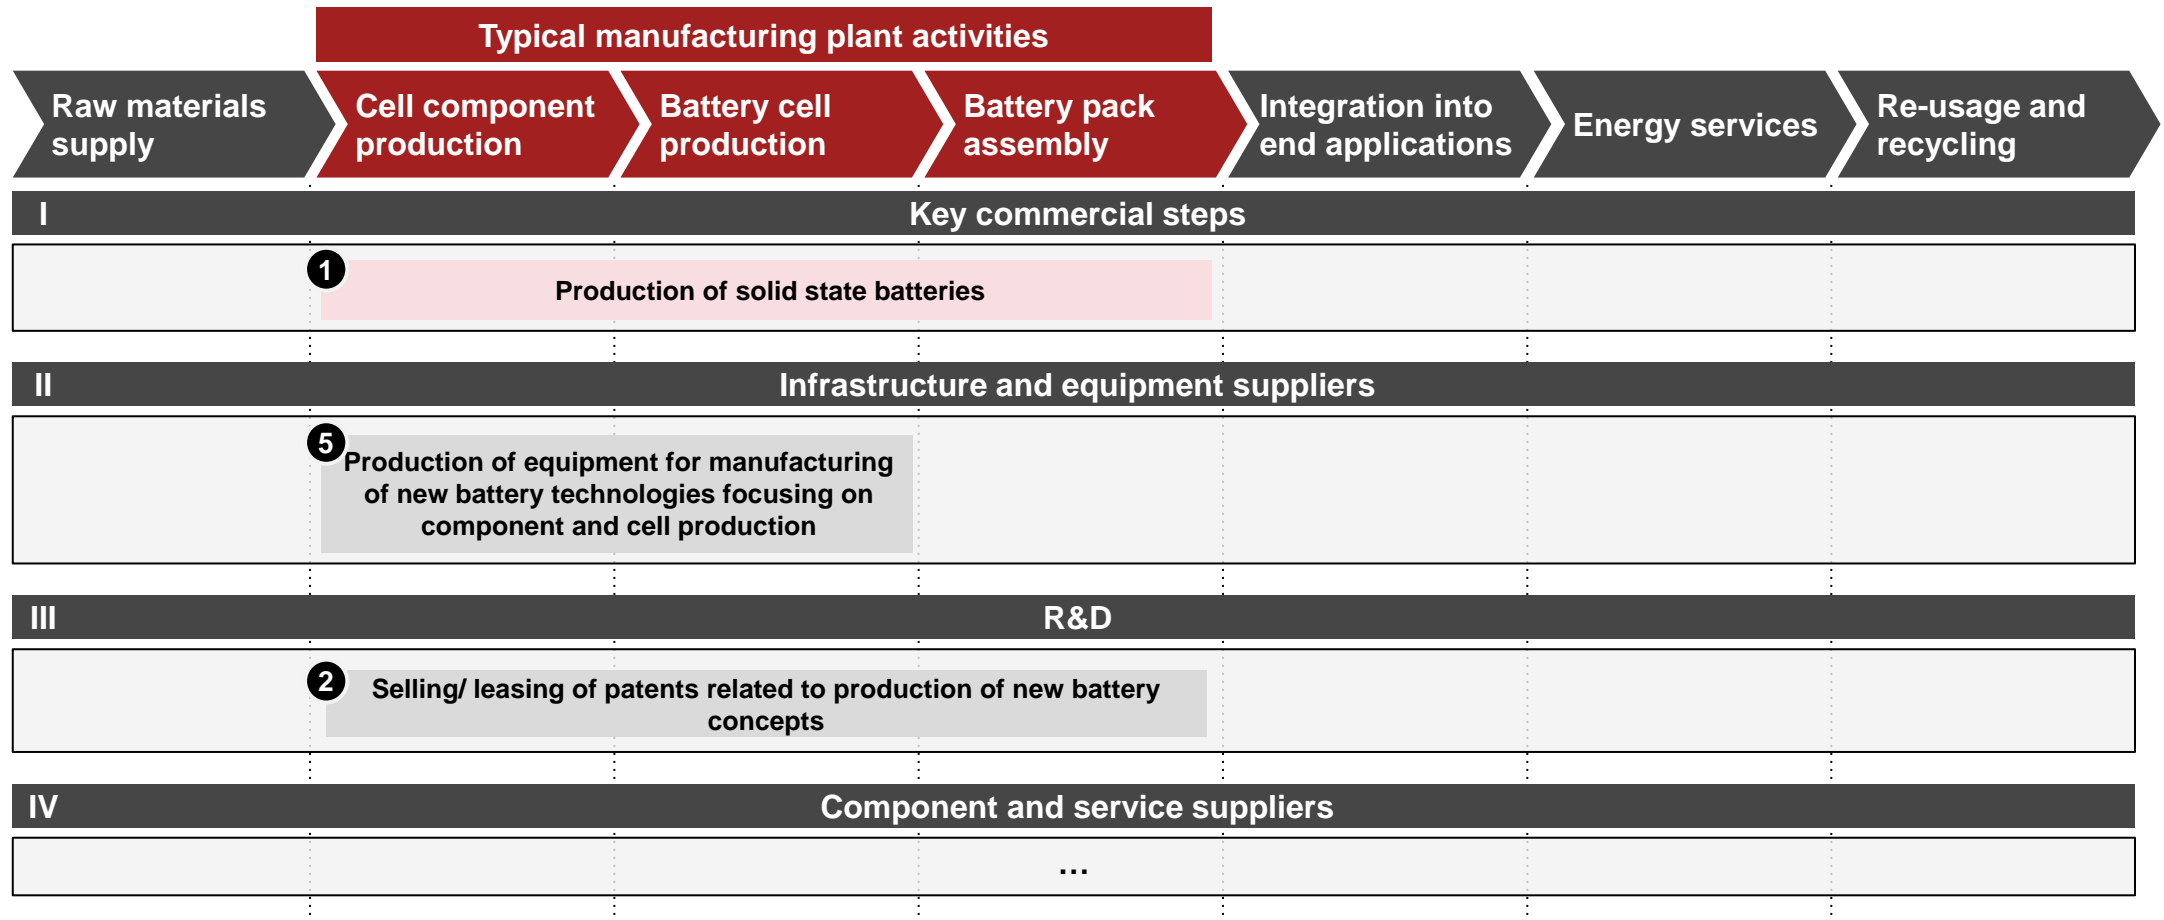 Typical manufacturing plant activities
Raw materials
supply
Cell component
production
Battery cell
production
Battery pack
assembly
Integration into
end applications
Energy services
Re-usage and
recycling
I
Key commercial steps
1
Production of solid state batteries
II
Infrastructure and equipment suppliers
5
Production of equipment for manufacturing
of new battery technologies focusing on
component and cell production
III
R&D
2
Selling/ leasing of patents related to production of new battery
concepts
IV
Component and service suppliers
...